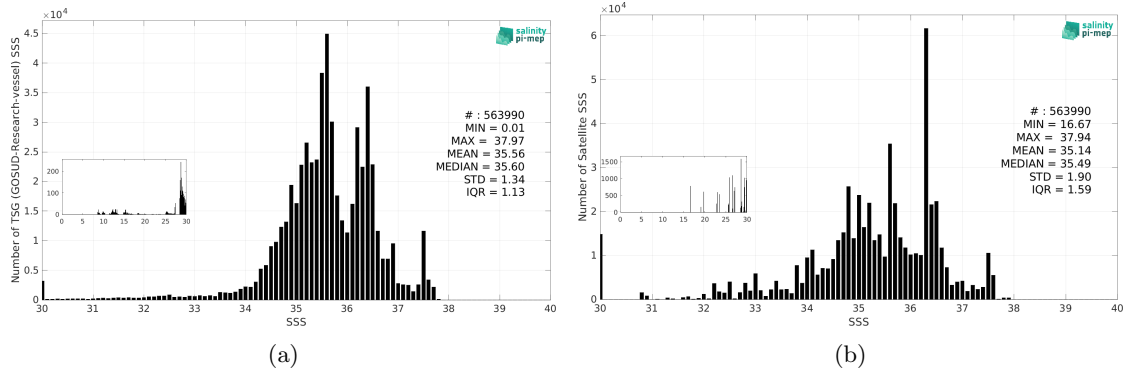 ×10⁴
4.5
4
3.5
3
2.5
2
1.5
1
0.5
0
Number of TSG (GOSUD-Research-vessel) SSS
salinity
pi-mep
# : 563990
MIN = 0.01
MAX = 37.97
MEAN = 35.56
MEDIAN = 35.60
STD = 1.34
IQR = 1.13
200
100
0
0 5 10 15 20 25 30
30 31 32 33 34 35 36 37 38 39 40
SSS
(a)
×10⁴
6
5
4
3
2
1
0
Number of Satellite SSS
salinity
pi-mep
# : 563990
MIN = 16.67
MAX = 37.94
MEAN = 35.14
MEDIAN = 35.49
STD = 1.90
IQR = 1.59
1500
1000
500
0
0 5 10 15 20 25 30
30 31 32 33 34 35 36 37 38 39 40
SSS
(b)